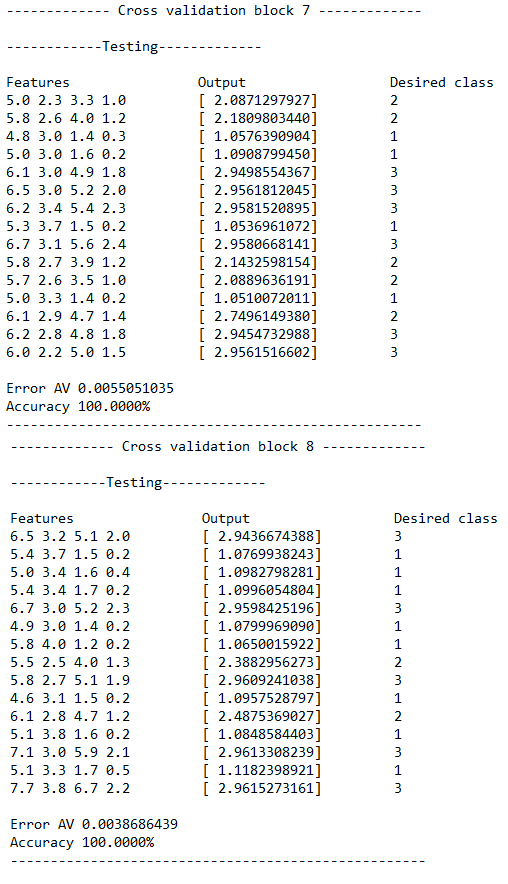 ------------- Cross validation block 7 -------------
------------Testing-------------
Features Output Desired class
5.0 2.3 3.3 1.0 [ 2.0871297927] 2
5.8 2.6 4.0 1.2 [ 2.1809803440] 2
4.8 3.0 1.4 0.3 [ 1.0576390904] 1
5.0 3.0 1.6 0.2 [ 1.0908799450] 1
6.1 3.0 4.9 1.8 [ 2.9498554367] 3
6.5 3.0 5.2 2.0 [ 2.9561812045] 3
6.2 3.4 5.4 2.3 [ 2.9581520895] 3
5.3 3.7 1.5 0.2 [ 1.0536961072] 1
6.7 3.1 5.6 2.4 [ 2.9580668141] 3
5.8 2.7 3.9 1.2 [ 2.1432598154] 2
5.7 2.6 3.5 1.0 [ 2.0889636191] 2
5.0 3.3 1.4 0.2 [ 1.0510072011] 1
6.1 2.9 4.7 1.4 [ 2.7496149380] 2
6.2 2.8 4.8 1.8 [ 2.9454732988] 3
6.0 2.2 5.0 1.5 [ 2.9561516602] 3
Error AV 0.0055051035
Accuracy 100.0000%
----------------------------------------------------
------------- Cross validation block 8 -------------
------------Testing-------------
Features Output Desired class
6.5 3.2 5.1 2.0 [ 2.9436674388] 3
5.4 3.7 1.5 0.2 [ 1.0769938243] 1
5.0 3.4 1.6 0.4 [ 1.0982798281] 1
5.4 3.4 1.7 0.2 [ 1.0996054804] 1
6.7 3.0 5.2 2.3 [ 2.9598425196] 3
4.9 3.0 1.4 0.2 [ 1.0799969090] 1
5.8 4.0 1.2 0.2 [ 1.0650015922] 1
5.5 2.5 4.0 1.3 [ 2.3882956273] 2
5.8 2.7 5.1 1.9 [ 2.9609241038] 3
4.6 3.1 1.5 0.2 [ 1.0957528797] 1
6.1 2.8 4.7 1.2 [ 2.4875369027] 2
5.1 3.8 1.6 0.2 [ 1.0848584403] 1
7.1 3.0 5.9 2.1 [ 2.9613308239] 3
5.1 3.3 1.7 0.5 [ 1.1182398921] 1
7.7 3.8 6.7 2.2 [ 2.9615273161] 3
Error AV 0.0038686439
Accuracy 100.0000%
----------------------------------------------------